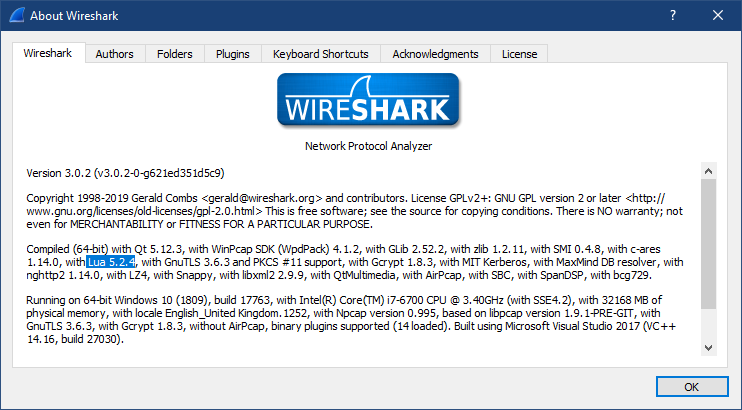 About Wireshark
Wireshark Authors Folders Plugins Keyboard Shortcuts Acknowledgments License
WIRESHARK
Network Protocol Analyzer
Version 3.0.2 (v3.0.2-0-g621ed351d5c9)
Copyright 1998-2019 Gerald Combs <gerald@wireshark.org> and contributors. License GPLv2+: GNU GPL version 2 or later <http://
www.gnu.org/licenses/old-licenses/gpl-2.0.html> This is free software; see the source for copying conditions. There is NO warranty; not
even for MERCHANTABILITY or FITNESS FOR A PARTICULAR PURPOSE.
Compiled (64-bit) with Qt 5.12.3, with WinPcap SDK (WpdPack) 4.1.2, with GLib 2.52.2, with zlib 1.2.11, with SMI 0.4.8, with c-ares
1.14.0, with Lua 5.2.4, with GnuTLS 3.6.3 and PKCS #11 support, with Gcrypt 1.8.3, with MIT Kerberos, with MaxMind DB resolver, with
nghttp2 1.14.0, with LZ4, with Snappy, with libxml2 2.9.9, with QtMultimedia, with AirPcap, with SBC, with SpanDSP, with bcg729.
Running on 64-bit Windows 10 (1809), build 17763, with Intel(R) Core(TM) i7-6700 CPU @ 3.40GHz (with SSE4.2), with 32168 MB of
physical memory, with locale English_United Kingdom.1252, with Npcap version 0.995, based on libpcap version 1.9.1-PRE-GIT, with
GnuTLS 3.6.3, with Gcrypt 1.8.3, without AirPcap, binary plugins supported (14 loaded). Built using Microsoft Visual Studio 2017 (VC++
14.16, build 27030).
OK